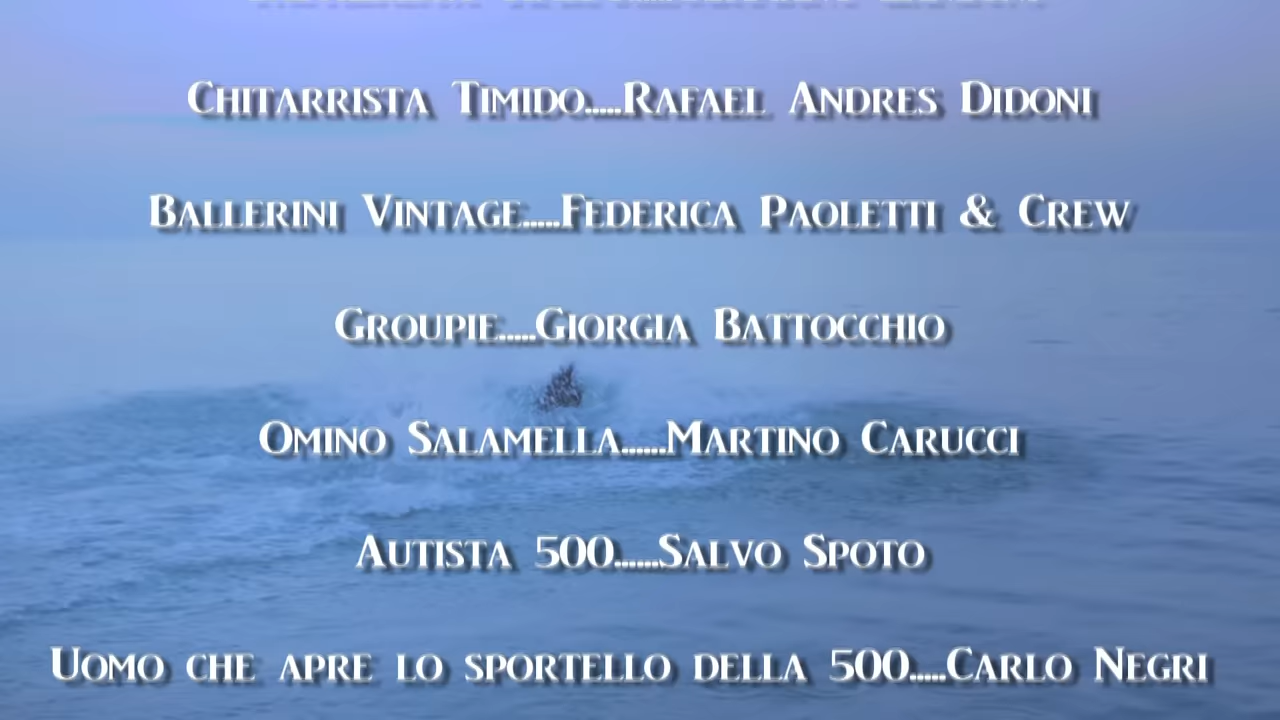 Chitarrista Timido.....Rafael Andres Didoni
Ballerini Vintage.....Federica Paoletti & Crew
Groupie.....Giorgia Battocchio
Omino Salamella......Martino Carucci
Autista 500......Salvo Spoto
Uomo che apre lo sportello della 500.....Carlo Negri